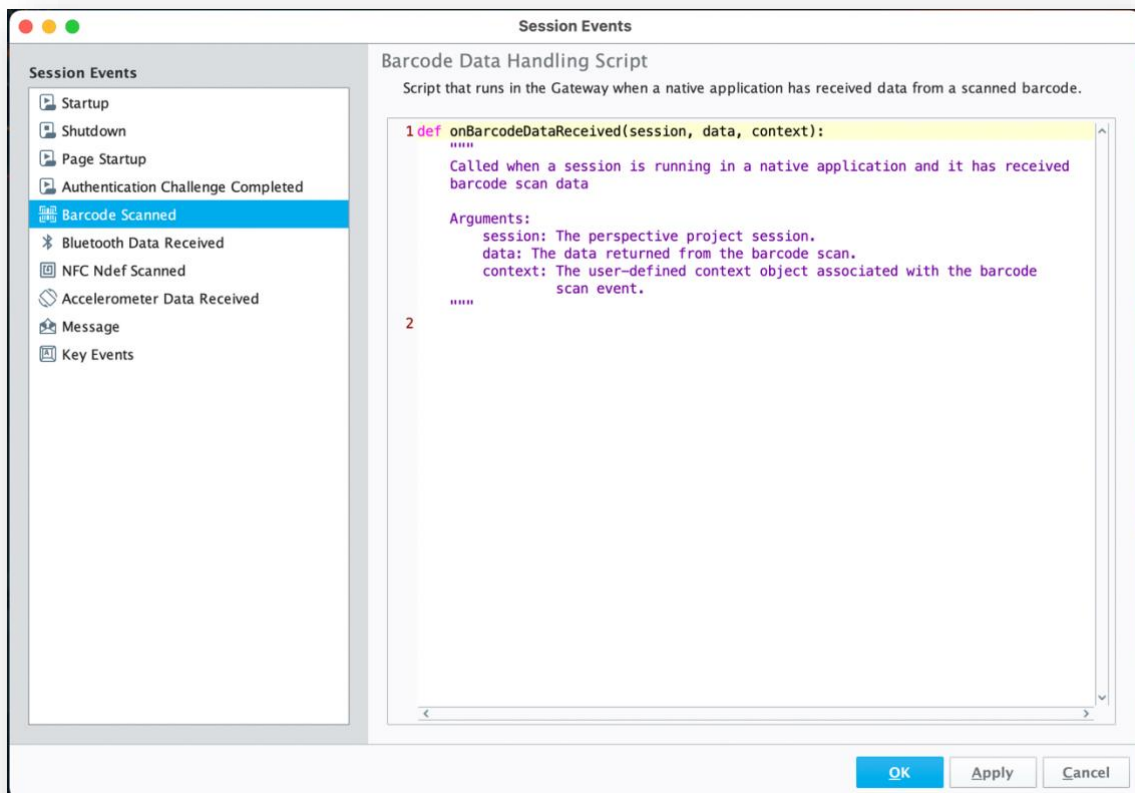 Session Events
Session Events
Startup
Shutdown
Page Startup
Authentication Challenge Completed
Barcode Scanned
Bluetooth Data Received
NFC Ndef Scanned
Accelerometer Data Received
Message
Key Events
Barcode Data Handling Script
Script that runs in the Gateway when a native application has received data from a scanned barcode.
1 def onBarcodeDataReceived(session, data, context):
"""
Called when a session is running in a native application and it has received
barcode scan data
Arguments:
session: The perspective project session.
data: The data returned from the barcode scan.
context: The user-defined context object associated with the barcode
scan event.
"""
2
OK Apply Cancel